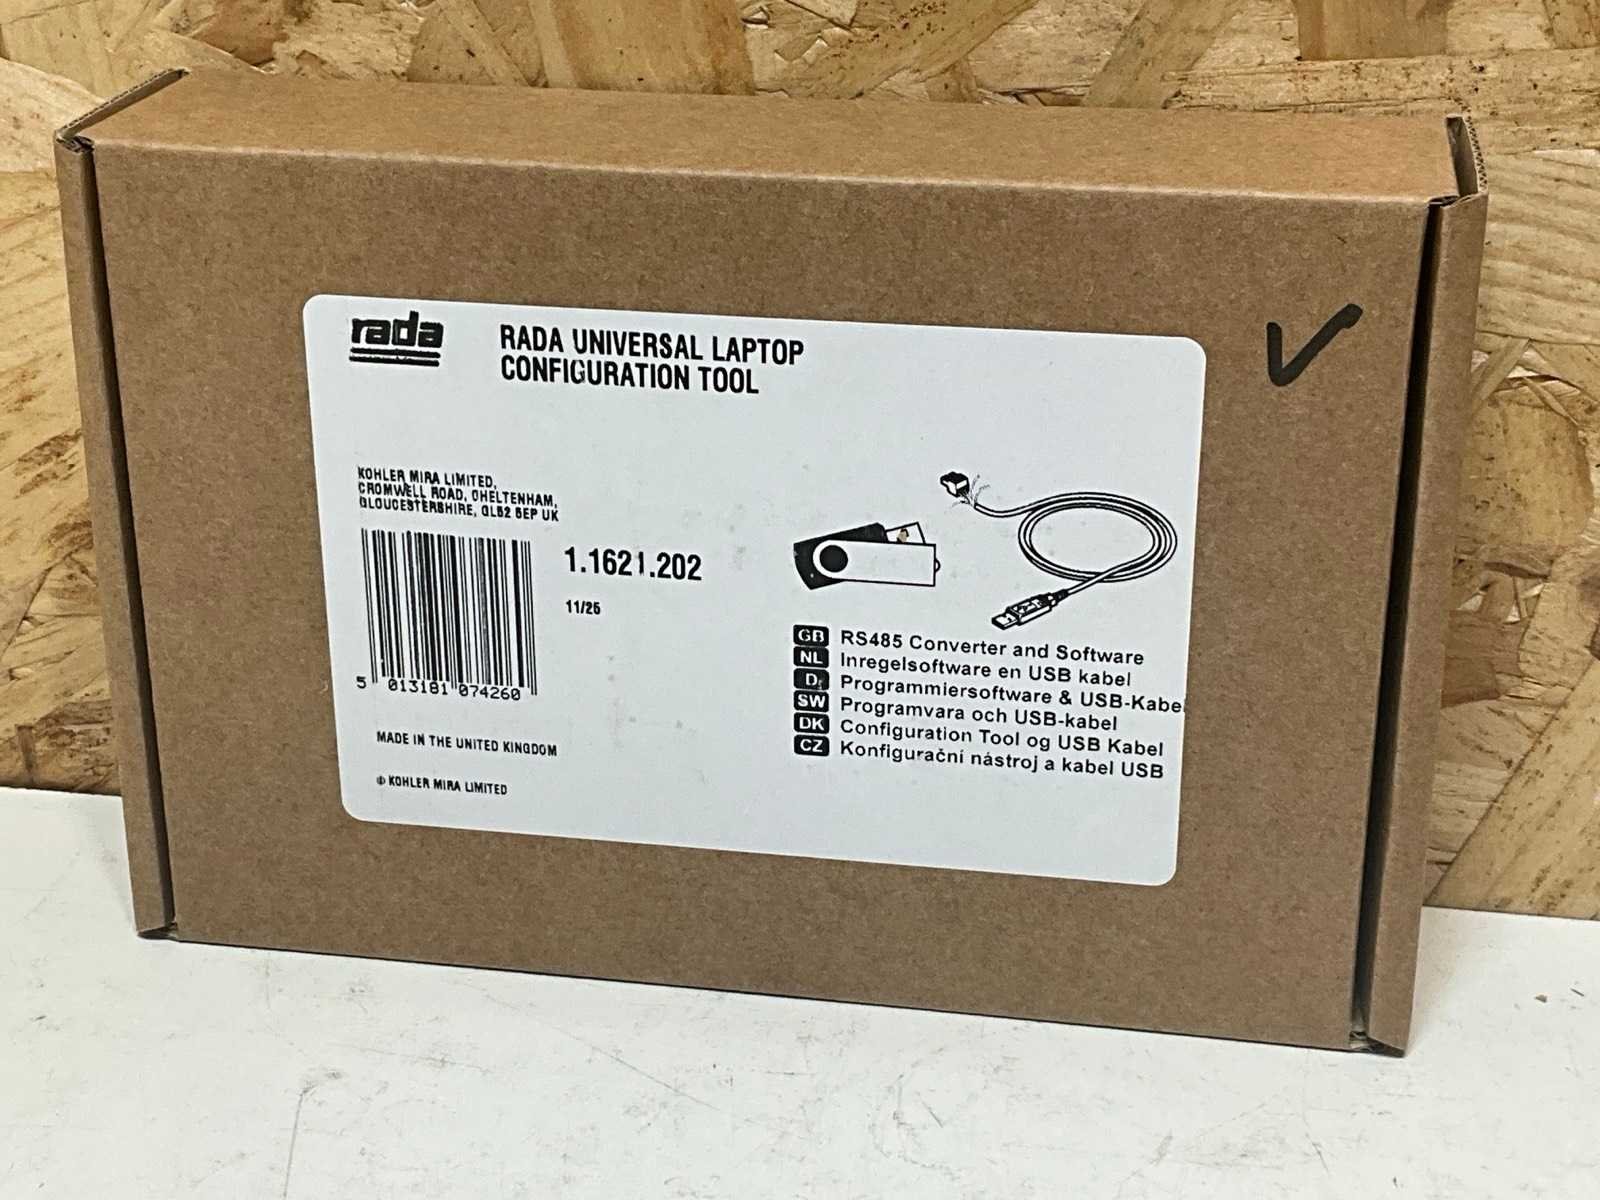 rada
RADA UNIVERSAL LAPTOP
CONFIGURATION TOOL
KOHLER MIRA LIMITED,
CROMWELL ROAD, CHELTENHAM,
GLOUCESTERSHIRE, GL52 5EP UK
1.1621.202
11/25
5 013181 074260
MADE IN THE UNITED KINGDOM
© KOHLER MIRA LIMITED
GB RS485 Converter and Software
NL Inregelsoftware en USB kabel
D Programmiersoftware & USB-Kabel
SW Programvara och USB-kabel
DK Configuration Tool og USB Kabel
CZ Konfigurační nástroj a kabel USB